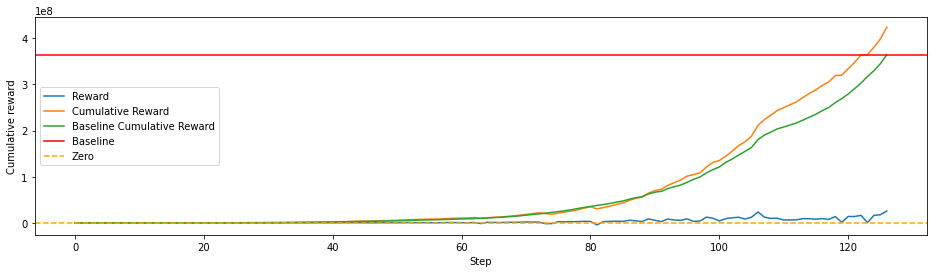 1e8
4
3
2
1
0
Cumulative reward
Reward
Cumulative Reward
Baseline Cumulative Reward
Baseline
Zero
0 20 40 60 80 100 120
Step